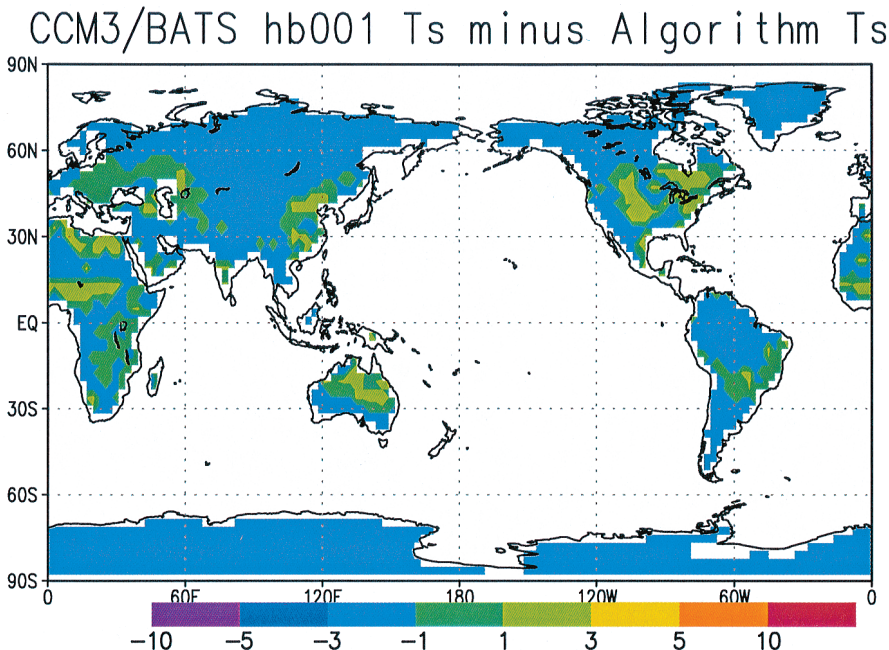 CCM3/BATS hb001 Ts minus Algorithm Ts
90N
60N
30N
EQ
30S
60S
90S
0 60E 120E 180 120W 60W 0
−10 −5 −3 −1 1 3 5 10